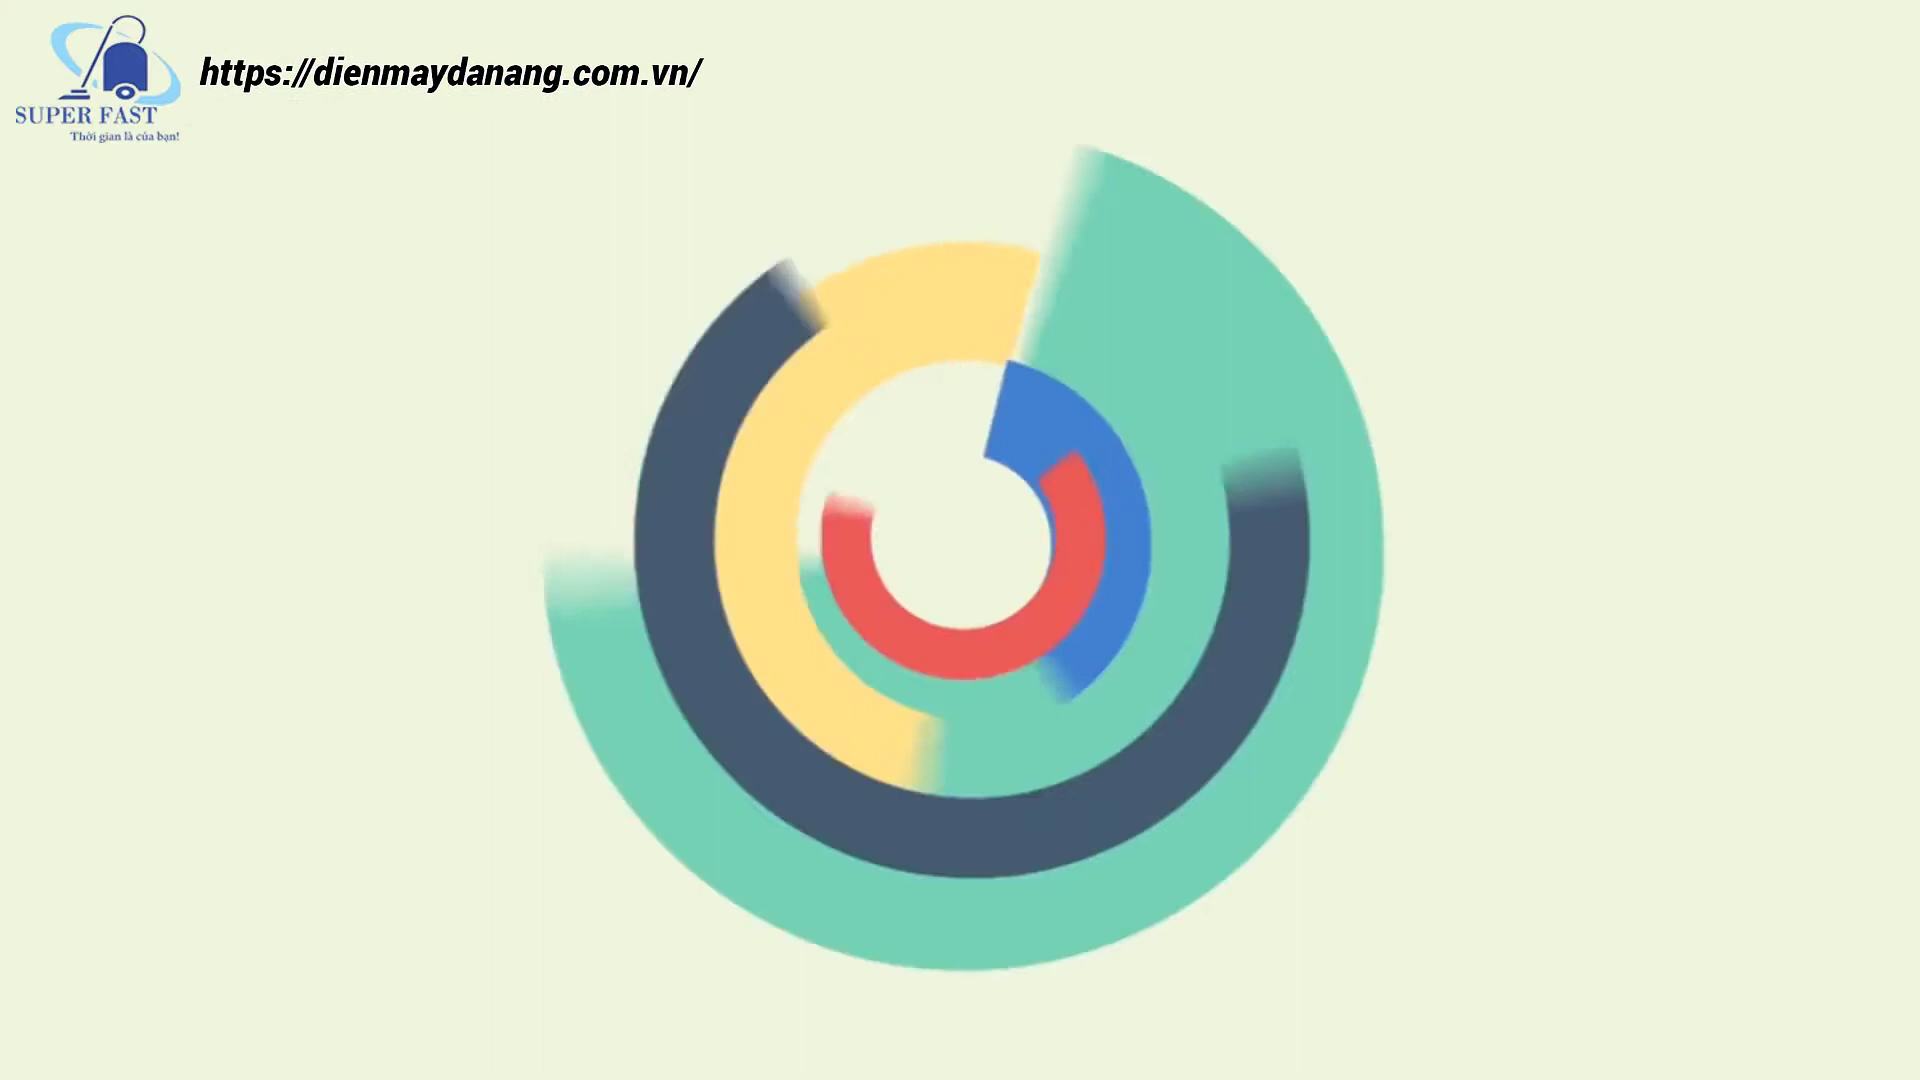 https://dienmaydanang.com.vn/
SUPER FAST
Thời gian là của bạn!